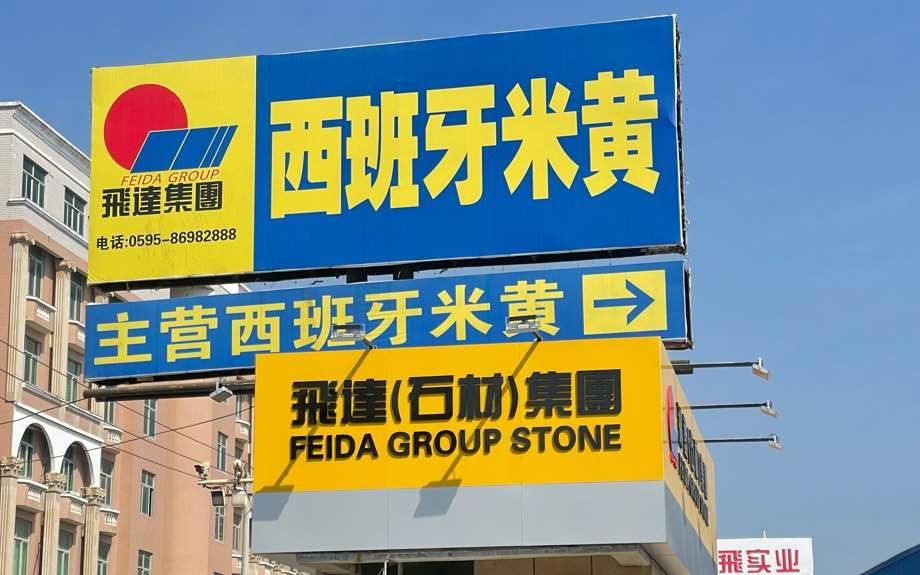 西班牙米黄
FEIDA GROUP
飛達集團
电话:0595-86982888
主营西班牙米黄
飛達(石材)集團
FEIDA GROUP STONE
飛实业